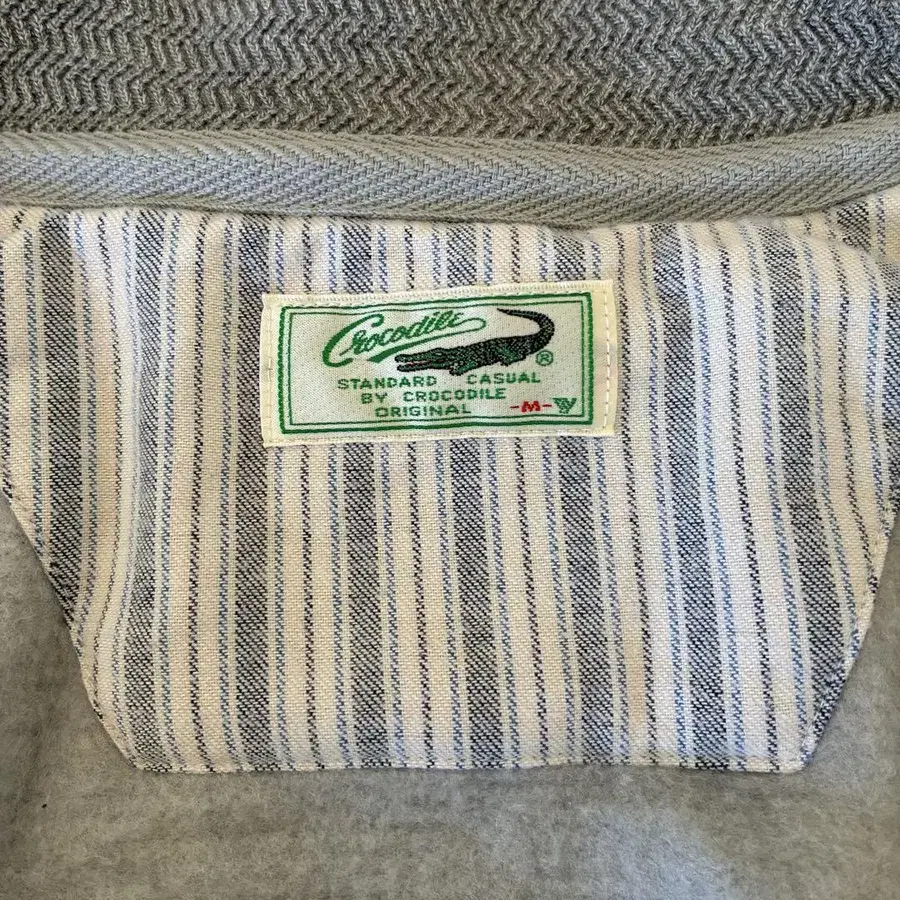 Crocodile ®
STANDARD CASUAL
BY CROCODILE
ORIGINAL -M-